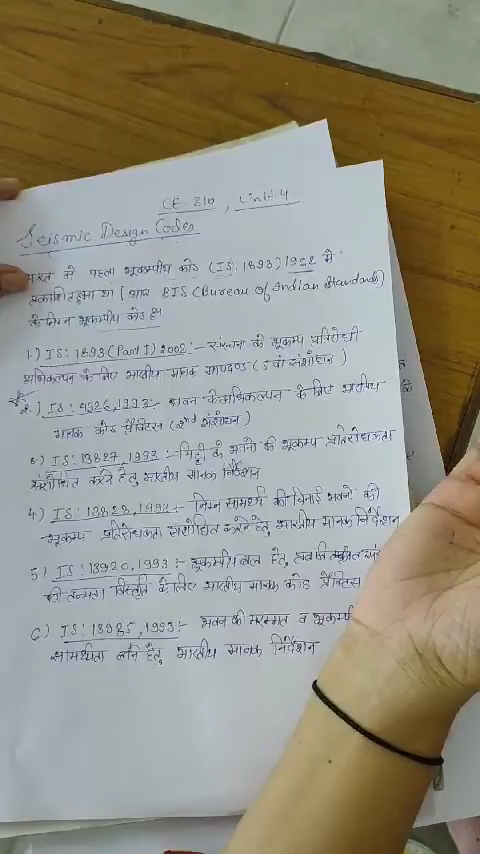 CE 310, Unit-4
Seismic Design Codes
भारत में पहला भूकम्पीय कोड (IS: 1893) 1962 में
प्रकाशित हुआ था BIS (Bureau of Indian Standards)
के निम्न भूकम्पीय कोड है।
1.) IS: 1893 (Part I) 2002:- संरचना के भूकम्प प्रतिरोधी
अभिकल्पन के लिए भारतीय मानक मापदण्ड (5 वां संशोधन)
2.) IS: 4326, 1993:- भवन के अभिकल्पन के लिए भारतीय
मानक कोड प्रैक्टिस (2nd संशोधन)
3) IS: 13827, 1993:- मिट्टी के भवनों की भूकम्प प्रतिरोधकता
संशोधित करने हेतु भारतीय मानक निर्देशन
4.) IS: 13828, 1993:- निम्न सामर्थ्य की चिनाई भवनों की
भूकम्प प्रतिरोधकता संशोधित करने हेतु भारतीय मानक निर्देशन
5.) IS: 13920, 1993:- भूकम्पीय बल हेतु
की तन्यता विस्तृति के लिए भारतीय मानक कोड प्रैक्टिस
6.) IS: 13935, 1993:- भवन की मरम्मत व
सामर्थ्यता लाने हेतु भारतीय मानक निर्देशन